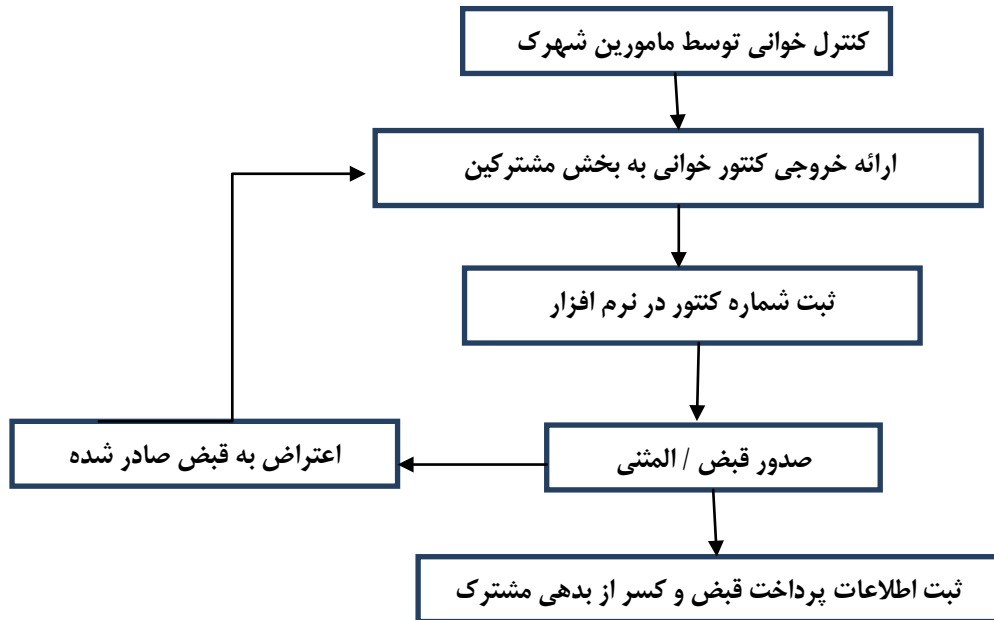 کنترل خوانی توسط مامورین شهرک
ارائه خروجی کنتور خوانی به بخش مشترکین
ثبت شماره کنتور در نرم افزار
صدور قبض / المثنی
اعتراض به قبض صادر شده
ثبت اطلاعات پرداخت قبض و کسر از بدهی مشترک